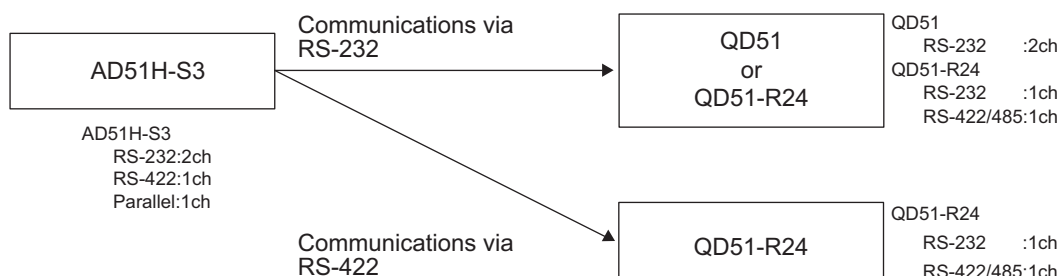 Communications via
RS-232
AD51H-S3
QD51
or
QD51-R24
QD51
RS-232 :2ch
QD51-R24
RS-232 :1ch
RS-422/485:1ch
AD51H-S3
RS-232:2ch
RS-422:1ch
Parallel:1ch
Communications via
RS-422
QD51-R24
QD51-R24
RS-232 :1ch
RS-422/485:1ch